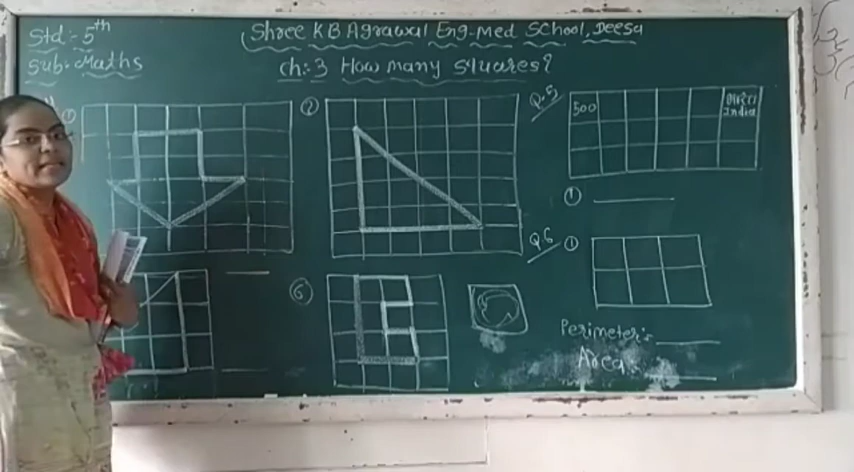 Std:- 5th
Shree K B Agrawal Eng-Med School, Deesa
Sub:- Maths
ch:3 How many squares?
①
②
Q.5
500
India
①
Q.6 ①
⑥
Perimeter:-
Area:-